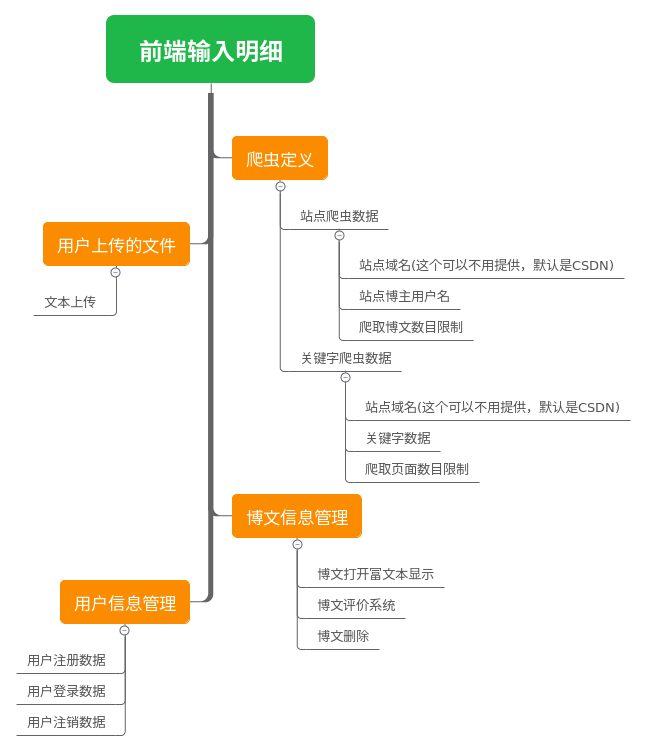 前端输入明细
爬虫定义
站点爬虫数据
站点域名(这个可以不用提供，默认是CSDN)
站点博主用户名
爬取博文数目限制
关键字爬虫数据
站点域名(这个可以不用提供，默认是CSDN)
关键字数据
爬取页面数目限制
用户上传的文件
文本上传
博文信息管理
博文打开富文本显示
博文评价系统
博文删除
用户信息管理
用户注册数据
用户登录数据
用户注销数据